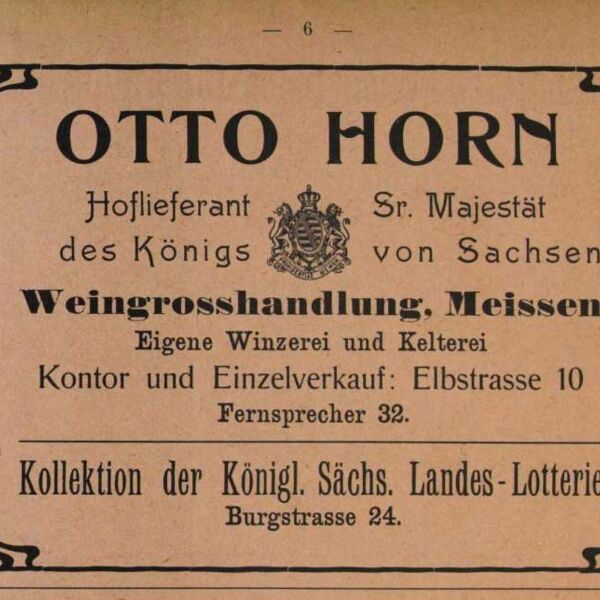 — 6 —
OTTO HORN
Hoflieferant Sr. Majestät
des Königs von Sachsen
Weingrosshandlung, Meissen
Eigene Winzerei und Kelterei
Kontor und Einzelverkauf: Elbstrasse 10
Fernsprecher 32.
Kollektion der Königl. Sächs. Landes-Lotterie
Burgstrasse 24.